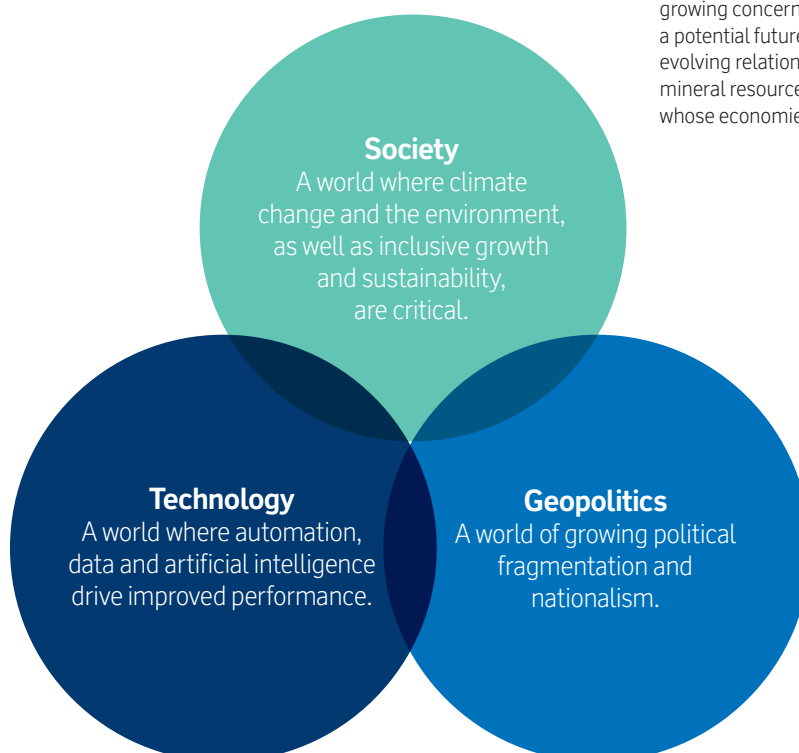 growing concern
a potential future
evolving relation
mineral resource
whose economie
Society
A world where climate
change and the environment,
as well as inclusive growth
and sustainability,
are critical.
Technology
A world where automation,
data and artificial intelligence
drive improved performance.
Geopolitics
A world of growing political
fragmentation and
nationalism.